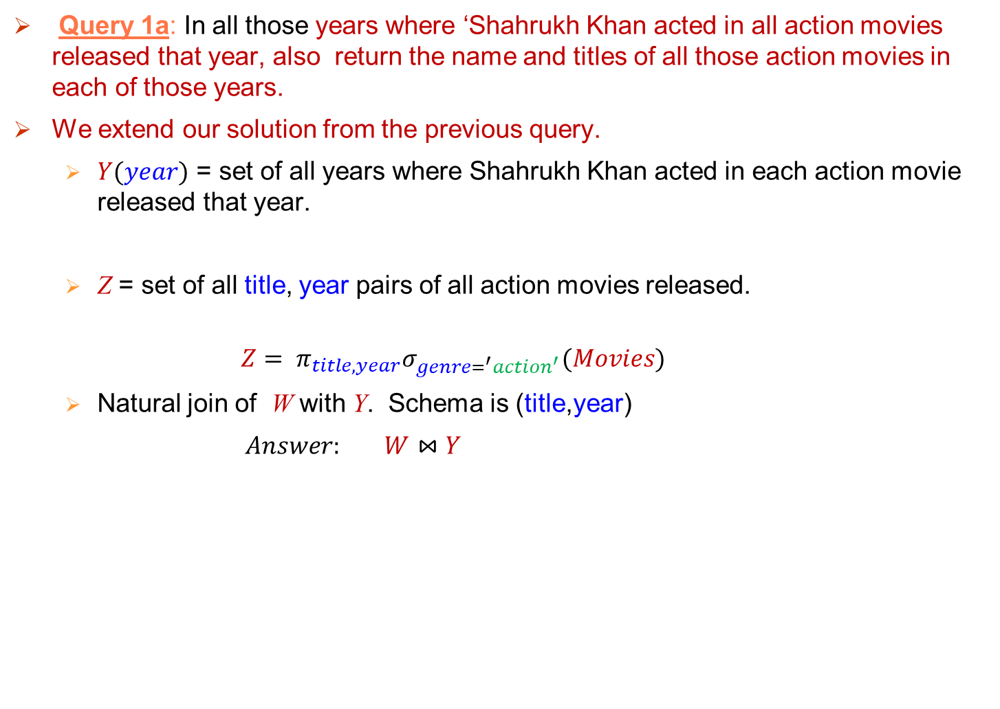 ➢ Query 1a: In all those years where ‘Shahrukh Khan acted in all action movies
released that year, also return the name and titles of all those action movies in
each of those years.
➢ We extend our solution from the previous query.
➢ Y(year) = set of all years where Shahrukh Khan acted in each action movie
released that year.
➢ Z = set of all title, year pairs of all action movies released.
Z = π_{title,year} σ_{genre='action'} (Movies)
➢ Natural join of W with Y. Schema is (title,year)
Answer: W ⋈ Y